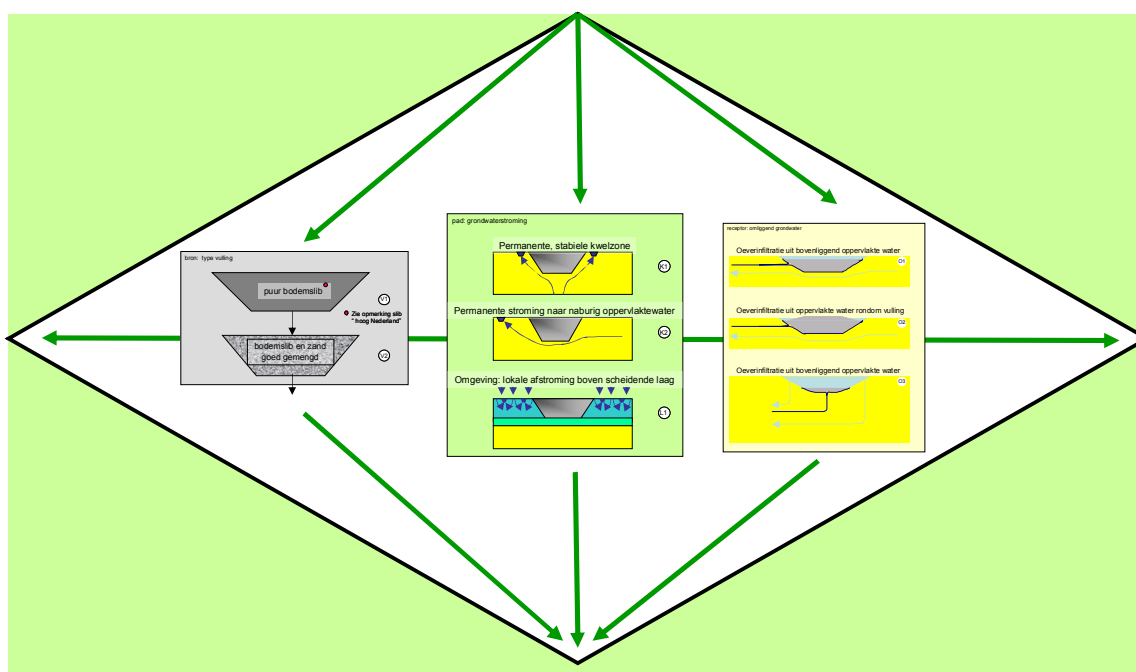 bron: type vulling
puur bodemslib
V1
Zie opmerking slib
" hoog Nederland"
bodemslib en zand
goed gemengd
V2
pad: grondwaterstroming
Permanente, stabiele kwelzone
K1
Permanente stroming naar naburig oppervlaktewater
K2
Omgeving: lokale afstroming boven scheidende laag
L1
receptor: omliggend grondwater
Oeverinfiltratie uit bovenliggend oppervlakte water
O1
Oeverinfiltratie uit oppervlakte water rondom vulling
O2
Oeverinfiltratie uit bovenliggend oppervlakte water
O3